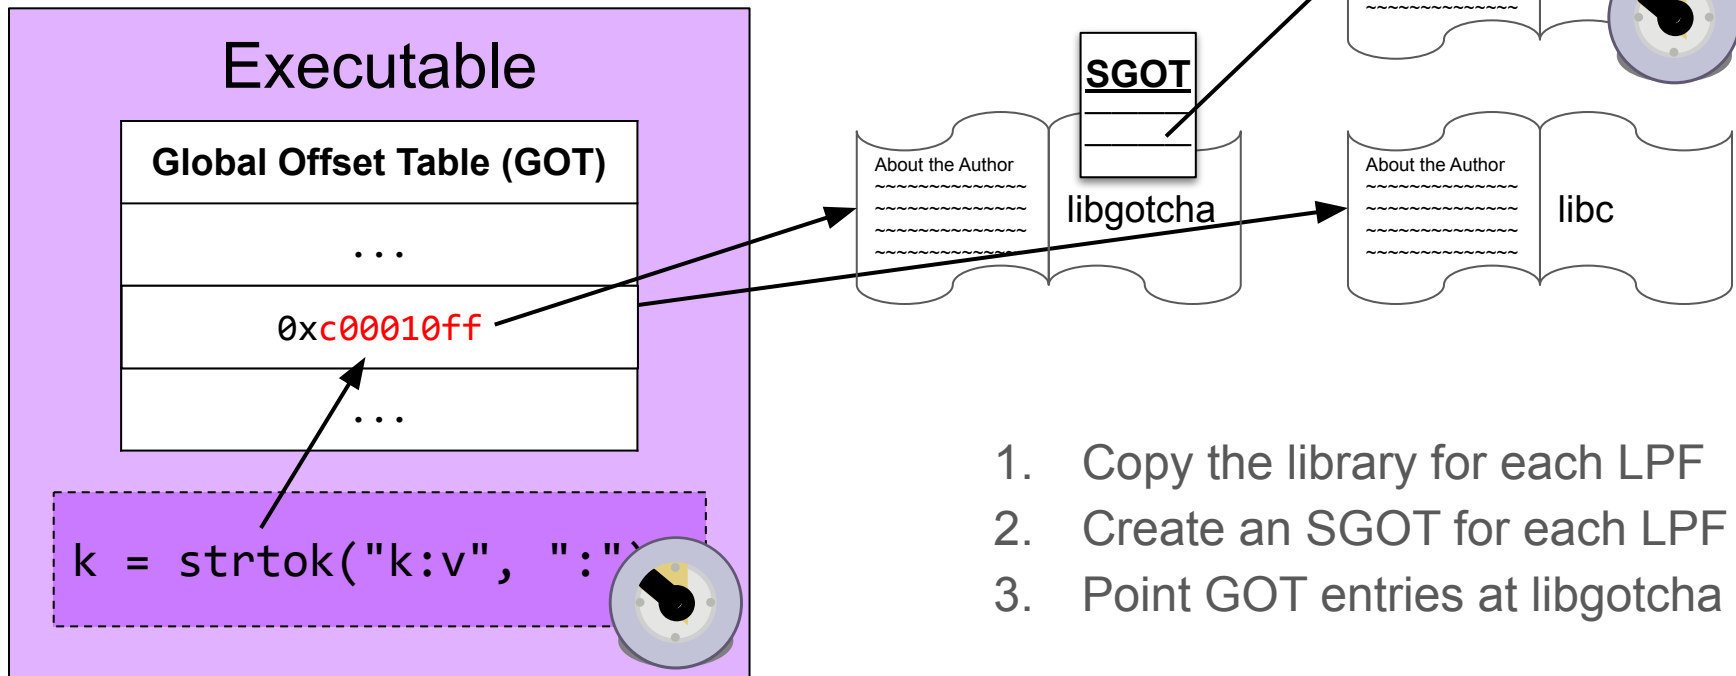 Executable
Global Offset Table (GOT)
...
0xc00010ff
...
k = strtok("k:v", ":")
~~~~~~~~~~~~~~
SGOT
About the Author
~~~~~~~~~~~~~~
~~~~~~~~~~~~~~
~~~~~~~~~~~~~~
~~~~~~~~~~~~~~
libgotcha
About the Author
~~~~~~~~~~~~~~
~~~~~~~~~~~~~~
~~~~~~~~~~~~~~
~~~~~~~~~~~~~~
libc
1. Copy the library for each LPF
2. Create an SGOT for each LPF
3. Point GOT entries at libgotcha